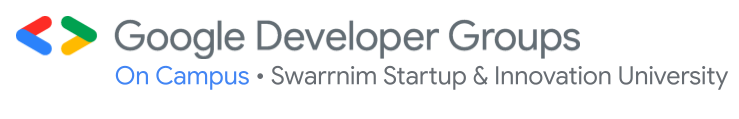 Google Developer Groups
On Campus • Swarrnim Startup & Innovation University